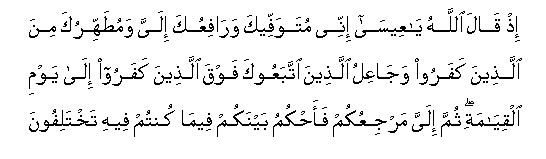 إِذْ قَالَ ٱللَّهُ يَـٰعِيسَىٰٓ إِنِّى مُتَوَفِّيكَ وَرَافِعُكَ إِلَىَّ وَمُطَهِّرُكَ مِنَ
ٱلَّذِينَ كَفَرُوا۟ وَجَاعِلُ ٱلَّذِينَ ٱتَّبَعُوكَ فَوْقَ ٱلَّذِينَ كَفَرُوٓا۟ إِلَىٰ يَوْمِ
ٱلْقِيَـٰمَةِ ۖ ثُمَّ إِلَىَّ مَرْجِعُكُمْ فَأَحْكُمُ بَيْنَكُمْ فِيمَا كُنتُمْ فِيهِ تَخْتَلِفُونَ